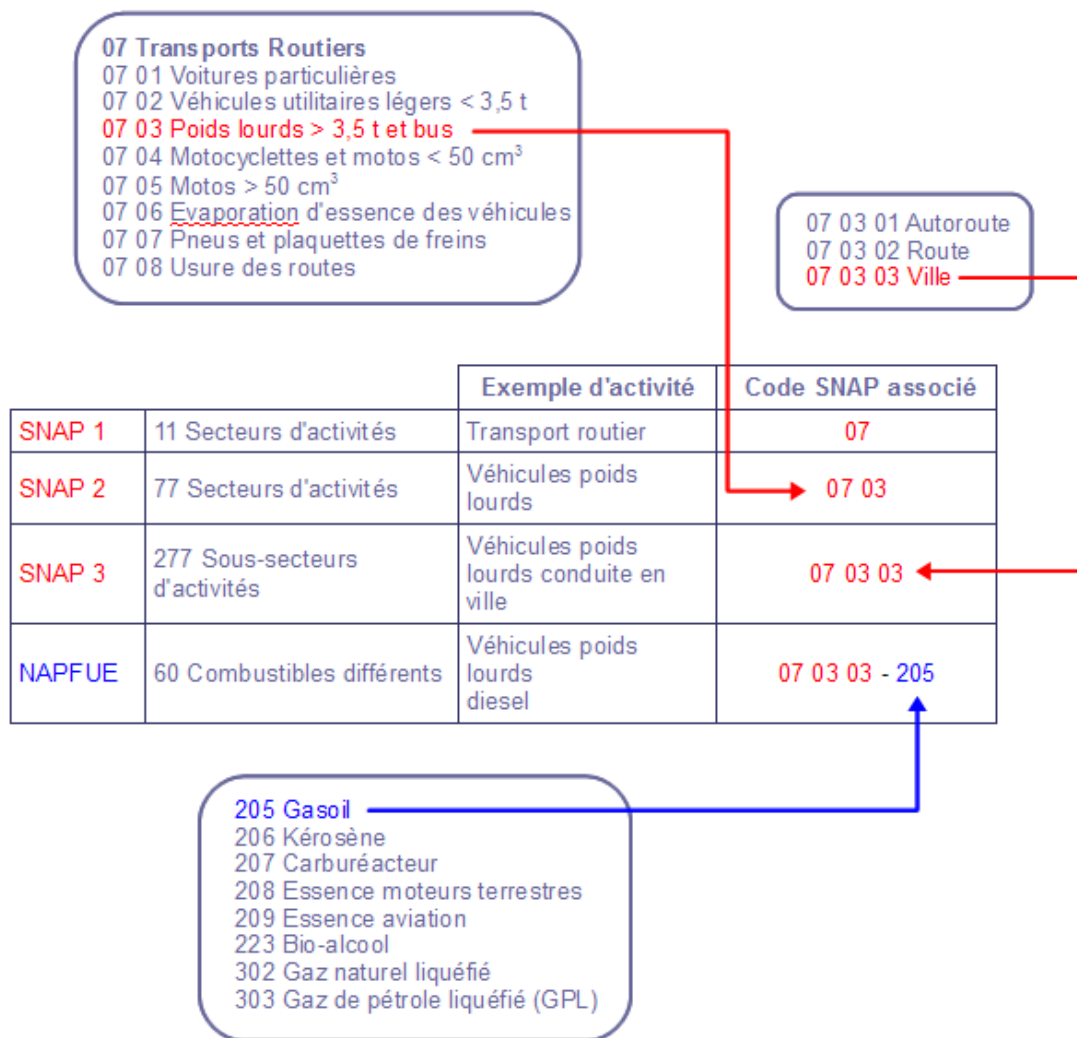 07 Transports Routiers
07 01 Voitures particulières
07 02 Véhicules utilitaires légers < 3,5 t
07 03 Poids lourds > 3,5 t et bus
07 04 Motocyclettes et motos < 50 cm³
07 05 Motos > 50 cm³
07 06 Evaporation d'essence des véhicules
07 07 Pneus et plaquettes de freins
07 08 Usure des routes
07 03 01 Autoroute
07 03 02 Route
07 03 03 Ville
Exemple d'activité
Code SNAP associé
SNAP 1
11 Secteurs d'activités
Transport routier
07
SNAP 2
77 Secteurs d'activités
Véhicules poids
lourds
07 03
SNAP 3
277 Sous-secteurs
d'activités
Véhicules poids
lourds conduite en
ville
07 03 03
NAPFUE
60 Combustibles différents
Véhicules poids
lourds
diesel
07 03 03 - 205
205 Gasoil
206 Kérosène
207 Carburéacteur
208 Essence moteurs terrestres
209 Essence aviation
223 Bio-alcool
302 Gaz naturel liquéfié
303 Gaz de pétrole liquéfié (GPL)